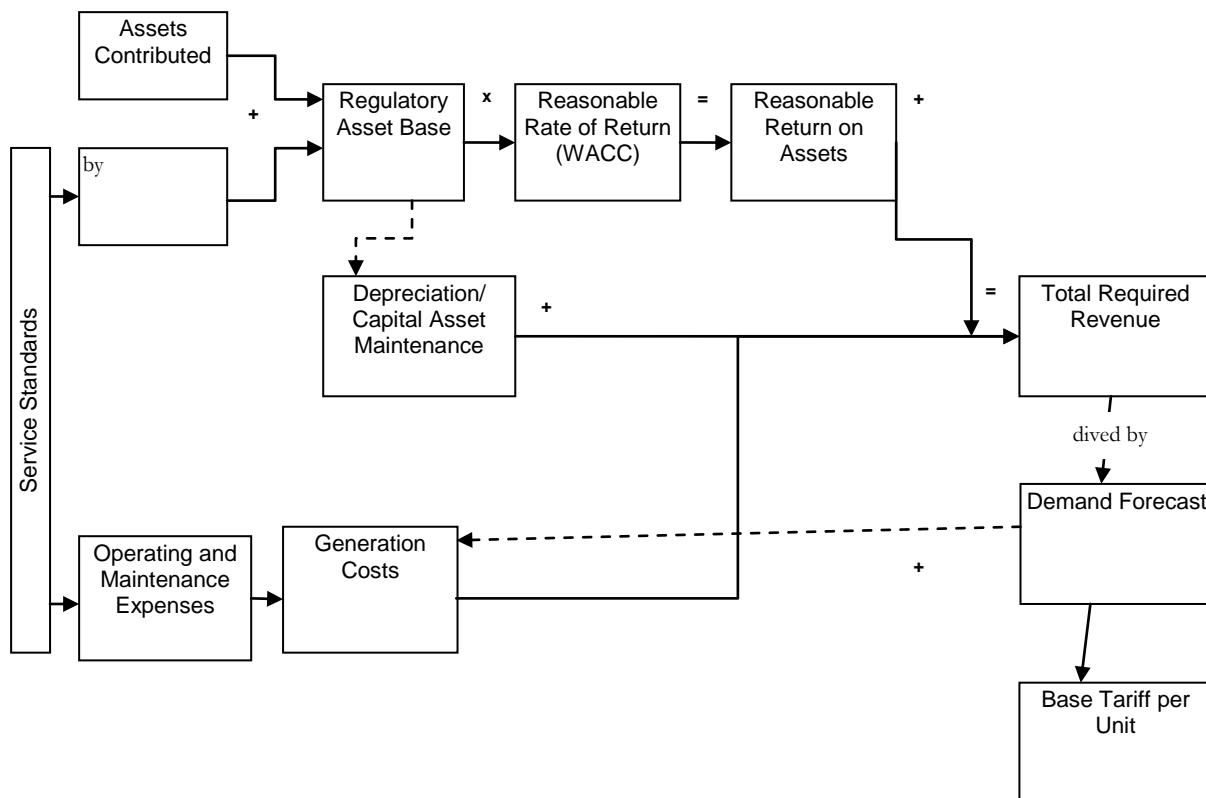 Assets
Contributed
+
Regulatory
Asset Base
x
Reasonable
Rate of Return
(WACC)
=
Reasonable
Return on
Assets
+
by
Service Standards
Depreciation/
Capital Asset
Maintenance
+
=
Total Required
Revenue
dived by
Demand Forecast
Operating and
Maintenance
Expenses
Generation
Costs
+
Base Tariff per
Unit